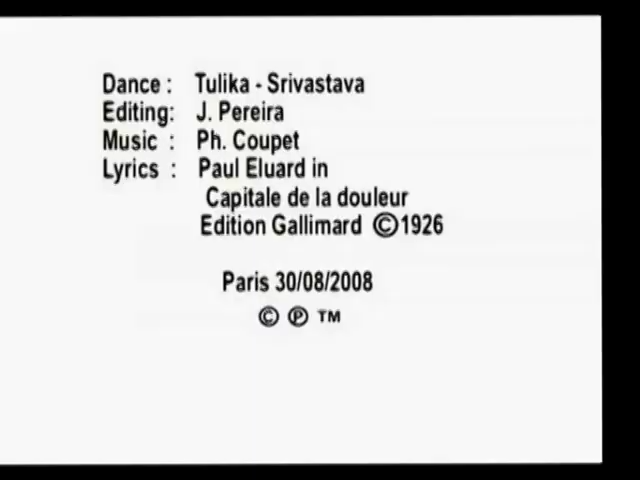 Dance : Tulika - Srivastava
Editing: J. Pereira
Music : Ph. Coupet
Lyrics : Paul Eluard in
Capitale de la douleur
Edition Gallimard ©1926
Paris 30/08/2008
© ℗ TM